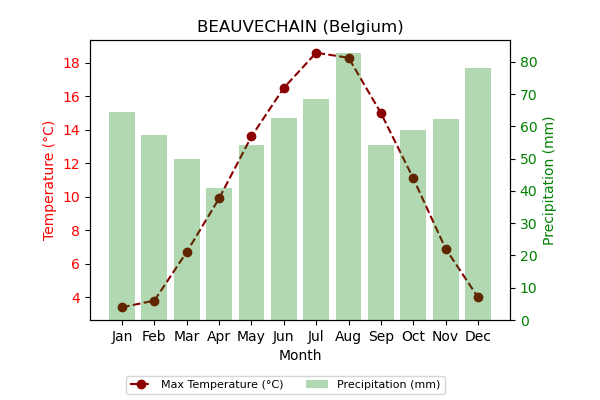 BEAUVECHAIN (Belgium)
Temperature (°C)
18
16
14
12
10
8
6
4
80
70
60
50
40
30
20
10
0
Precipitation (mm)
Jan Feb Mar Apr May Jun Jul Aug Sep Oct Nov Dec
Month
Max Temperature (°C) Precipitation (mm)